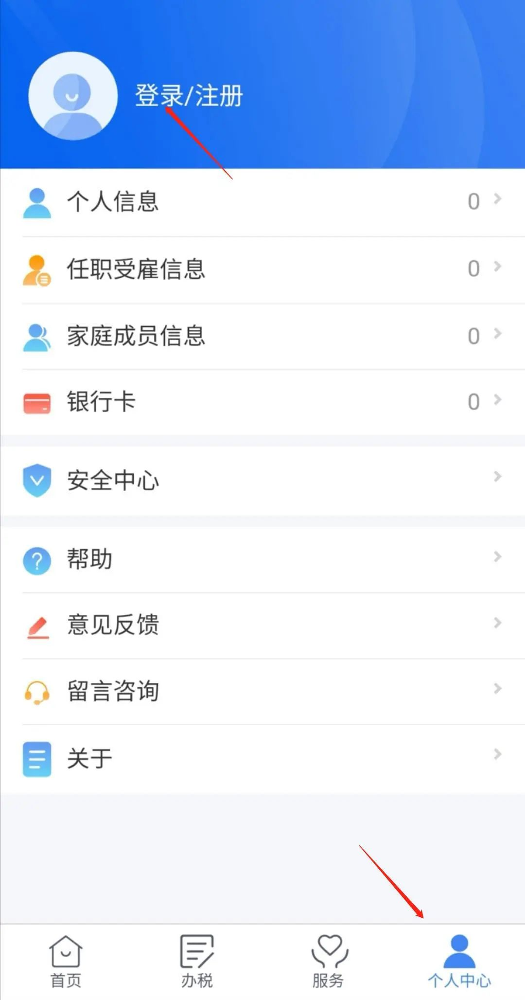 登录/注册
个人信息 0
任职受雇信息 0
家庭成员信息 0
银行卡 0
安全中心
帮助
意见反馈
留言咨询
关于
首页 办税 服务 个人中心